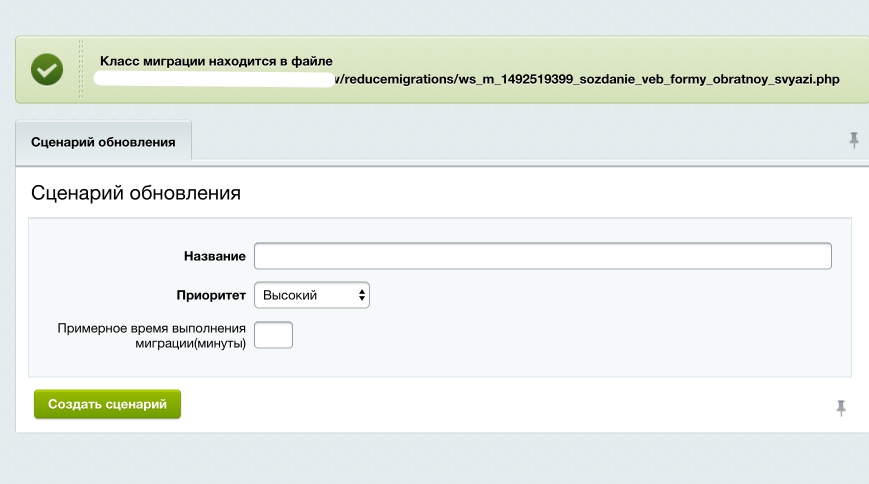 Класс миграции находится в файле
/reducemigrations/ws_m_1492519399_sozdanie_veb_formy_obratnoy_svyazi.php
Сценарий обновления
Сценарий обновления
Название
Приоритет
Высокий
Примерное время выполнения
миграции(минуты)
Создать сценарий